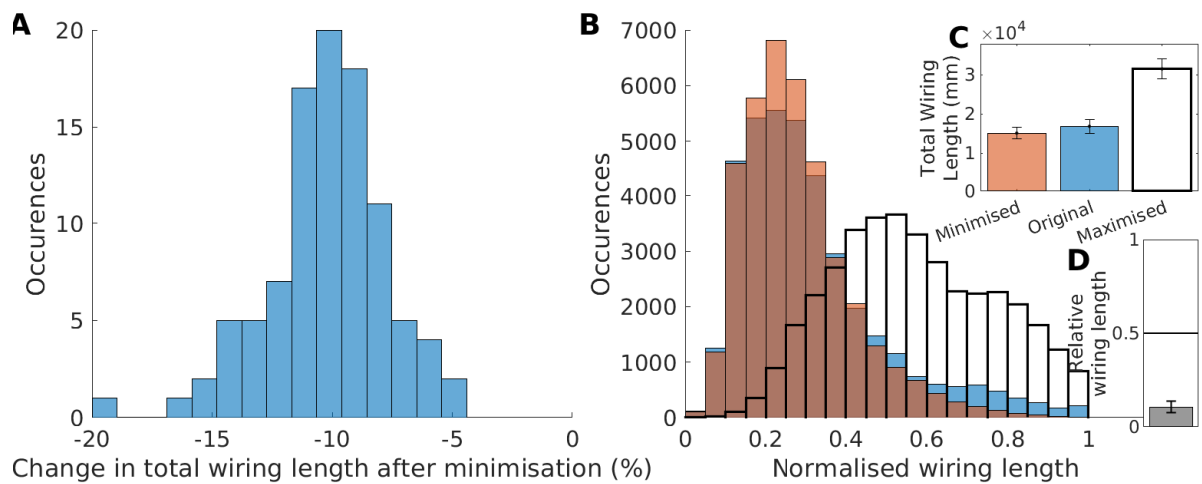 A
20
15
10
5
0
Occurences
-20
-15
-10
-5
0
Change in total wiring length after minimisation (%)
B
7000
6000
5000
4000
3000
2000
1000
0
Occurences
0
0.2
0.4
0.6
0.8
1
Normalised wiring length
C
×10⁴
3
2
1
0
Total Wiring
Length (mm)
Minimised
Original
Maximised
D
1
0.5
0
Relative
wiring length